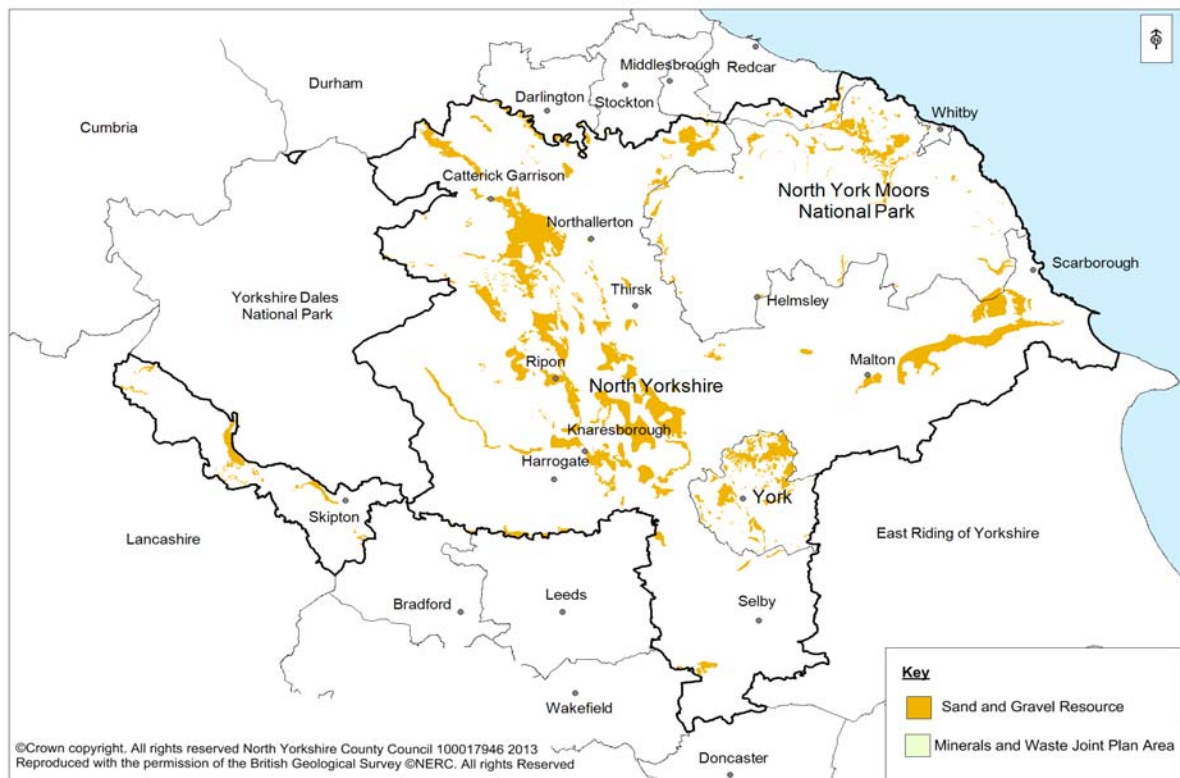 Durham
Cumbria
Darlington
Stockton
Middlesbrough
Redcar
Whitby
Catterick Garrison
North York Moors
National Park
Northallerton
Scarborough
Yorkshire Dales
National Park
Thirsk
Helmsley
Ripon
Malton
North Yorkshire
Knaresborough
Harrogate
York
Skipton
Lancashire
East Riding of Yorkshire
Bradford
Leeds
Selby
Wakefield
Doncaster
Key
Sand and Gravel Resource
Minerals and Waste Joint Plan Area
©Crown copyright. All rights reserved North Yorkshire County Council 100017946 2013
Reproduced with the permission of the British Geological Survey ©NERC. All rights Reserved